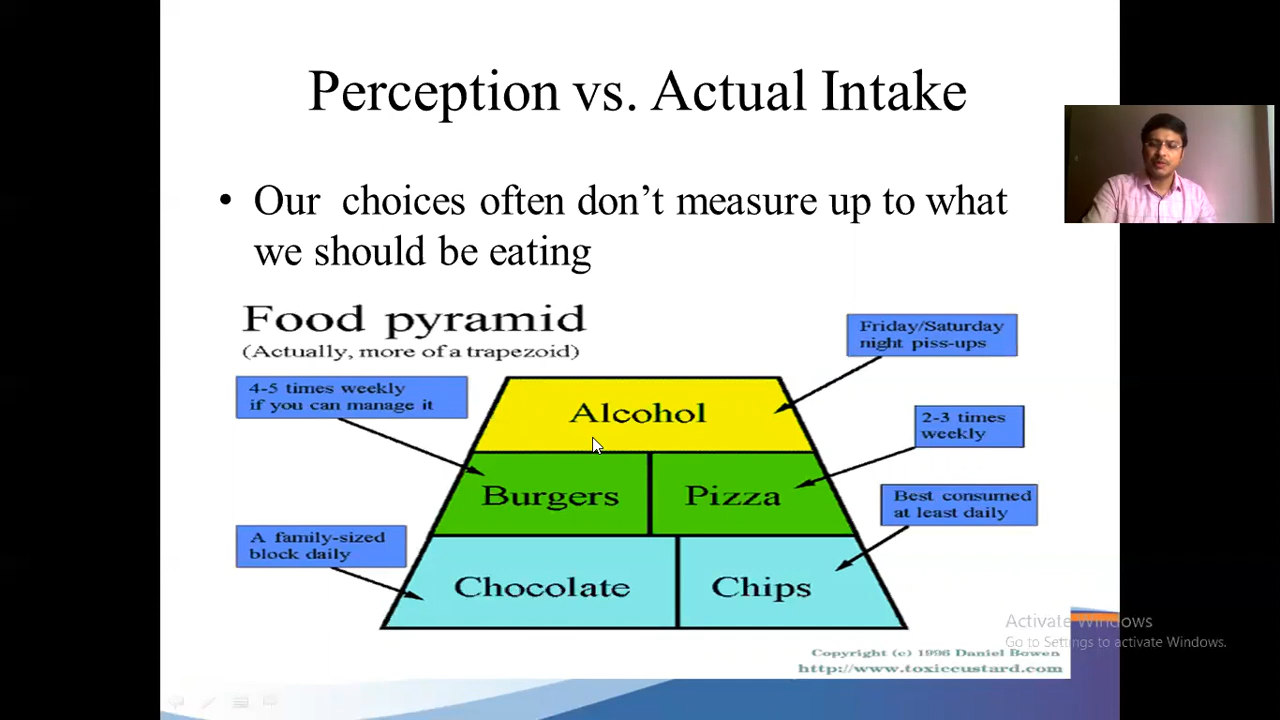 Perception vs. Actual Intake
• Our choices often don't measure up to what
we should be eating
Food pyramid
(Actually, more of a trapezoid)
Friday/Saturday
night piss-ups
4-5 times weekly
if you can manage it
Alcohol
2-3 times
weekly
Burgers
Pizza
Best consumed
at least daily
A family-sized
block daily
Chocolate
Chips
Activate Windows
Go to Settings to activate Windows.
Copyright (c) 1996 Daniel Bowen
http://www.toxiccustard.com